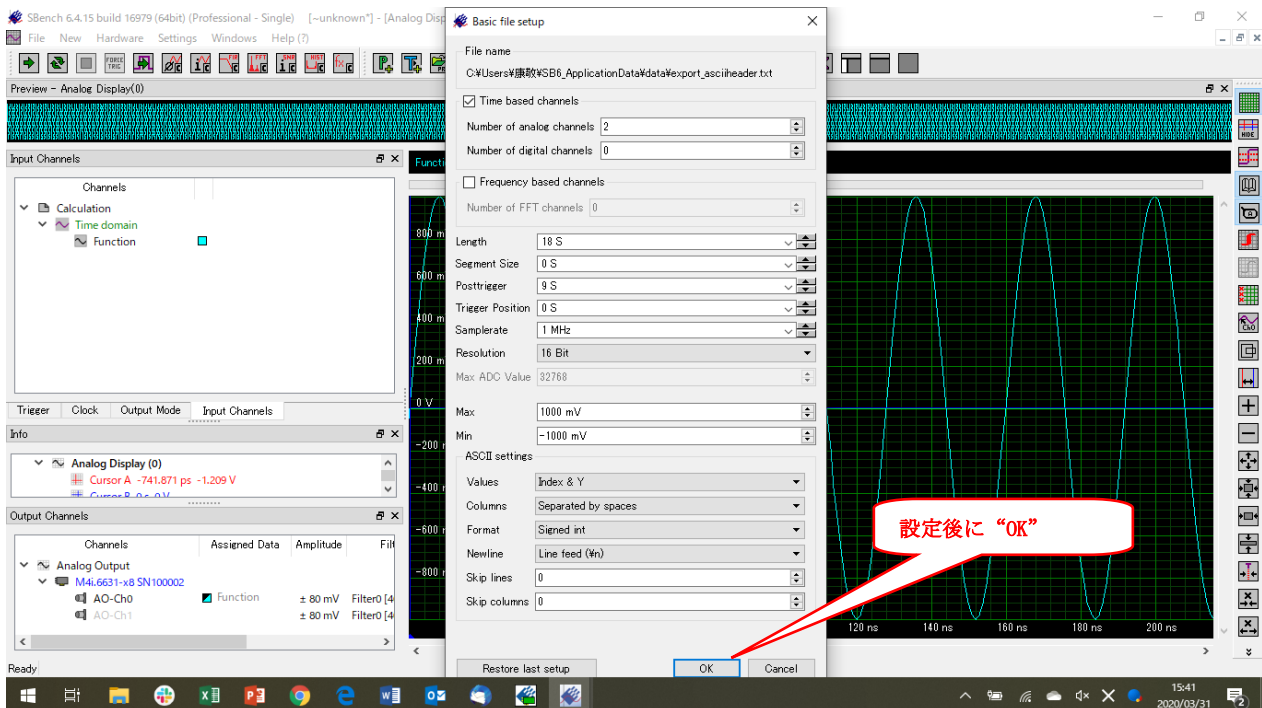 SBench 6.4.15 build 16979 (64bit) (Professional - Single) [~unknown*] - [Analog Disp
File New Hardware Settings Windows Help (?)
Preview - Analog Display(0)
Input Channels
Channels
Calculation
Time domain
Function
Trigger Clock Output Mode Input Channels
Info
Analog Display (0)
Cursor A -741.871 ps -1.209 V
Cursor B 0 s 0 V
Output Channels
Channels Assigned Data Amplitude Filt
Analog Output
M4i.6631-x8 SN100002
AO-Ch0 Function ± 80 mV Filter0 [4
AO-Ch1 ± 80 mV Filter0 [4
Ready
Functi
800 m
600 m
400 m
200 m
0 V
-200 m
-400 m
-600 m
-800 m
Basic file setup
File name
C:¥Users¥康敬¥SB6_ApplicationData¥data¥export_asciiheader.txt
Time based channels
Number of analog channels 2
Number of digital channels 0
Frequency based channels
Number of FFT channels 0
Length 18 S
Segment Size 0 S
Posttrigger 9 S
Trigger Position 0 S
Samplerate 1 MHz
Resolution 16 Bit
Max ADC Value 32768
Max 1000 mV
Min -1000 mV
ASCII settings
Values Index & Y
Columns Separated by spaces
Format Signed int
Newline Line feed (¥n)
Skip lines 0
Skip columns 0
Restore last setup OK Cancel
設定後に“OK”
120 ns 140 ns 160 ns 180 ns 200 ns
15:41
2020/03/31